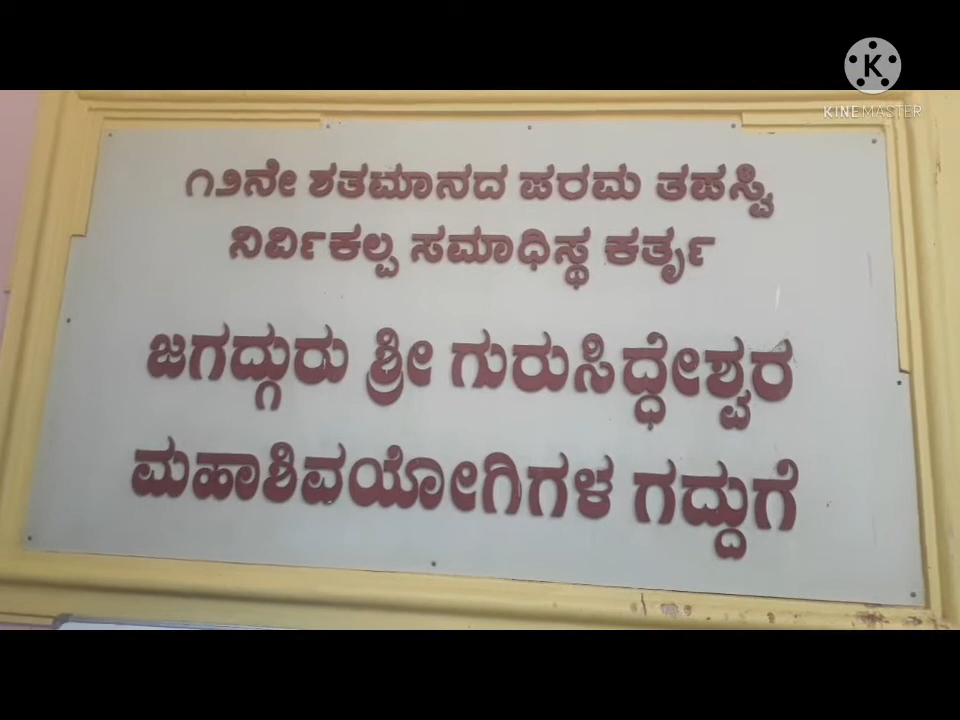 KINEMASTER
೧೨ನೇ ಶತಮಾನದ ಪರಮ ತಪಸ್ವಿ
ನಿರ್ವಿಕಲ್ಪ ಸಮಾಧಿಸ್ಥ ಕರ್ತೃ
ಜಗದ್ಗುರು ಶ್ರೀ ಗುರುಸಿದ್ಧೇಶ್ವರ
ಮಹಾಶಿವಯೋಗಿಗಳ ಗದ್ದುಗೆ